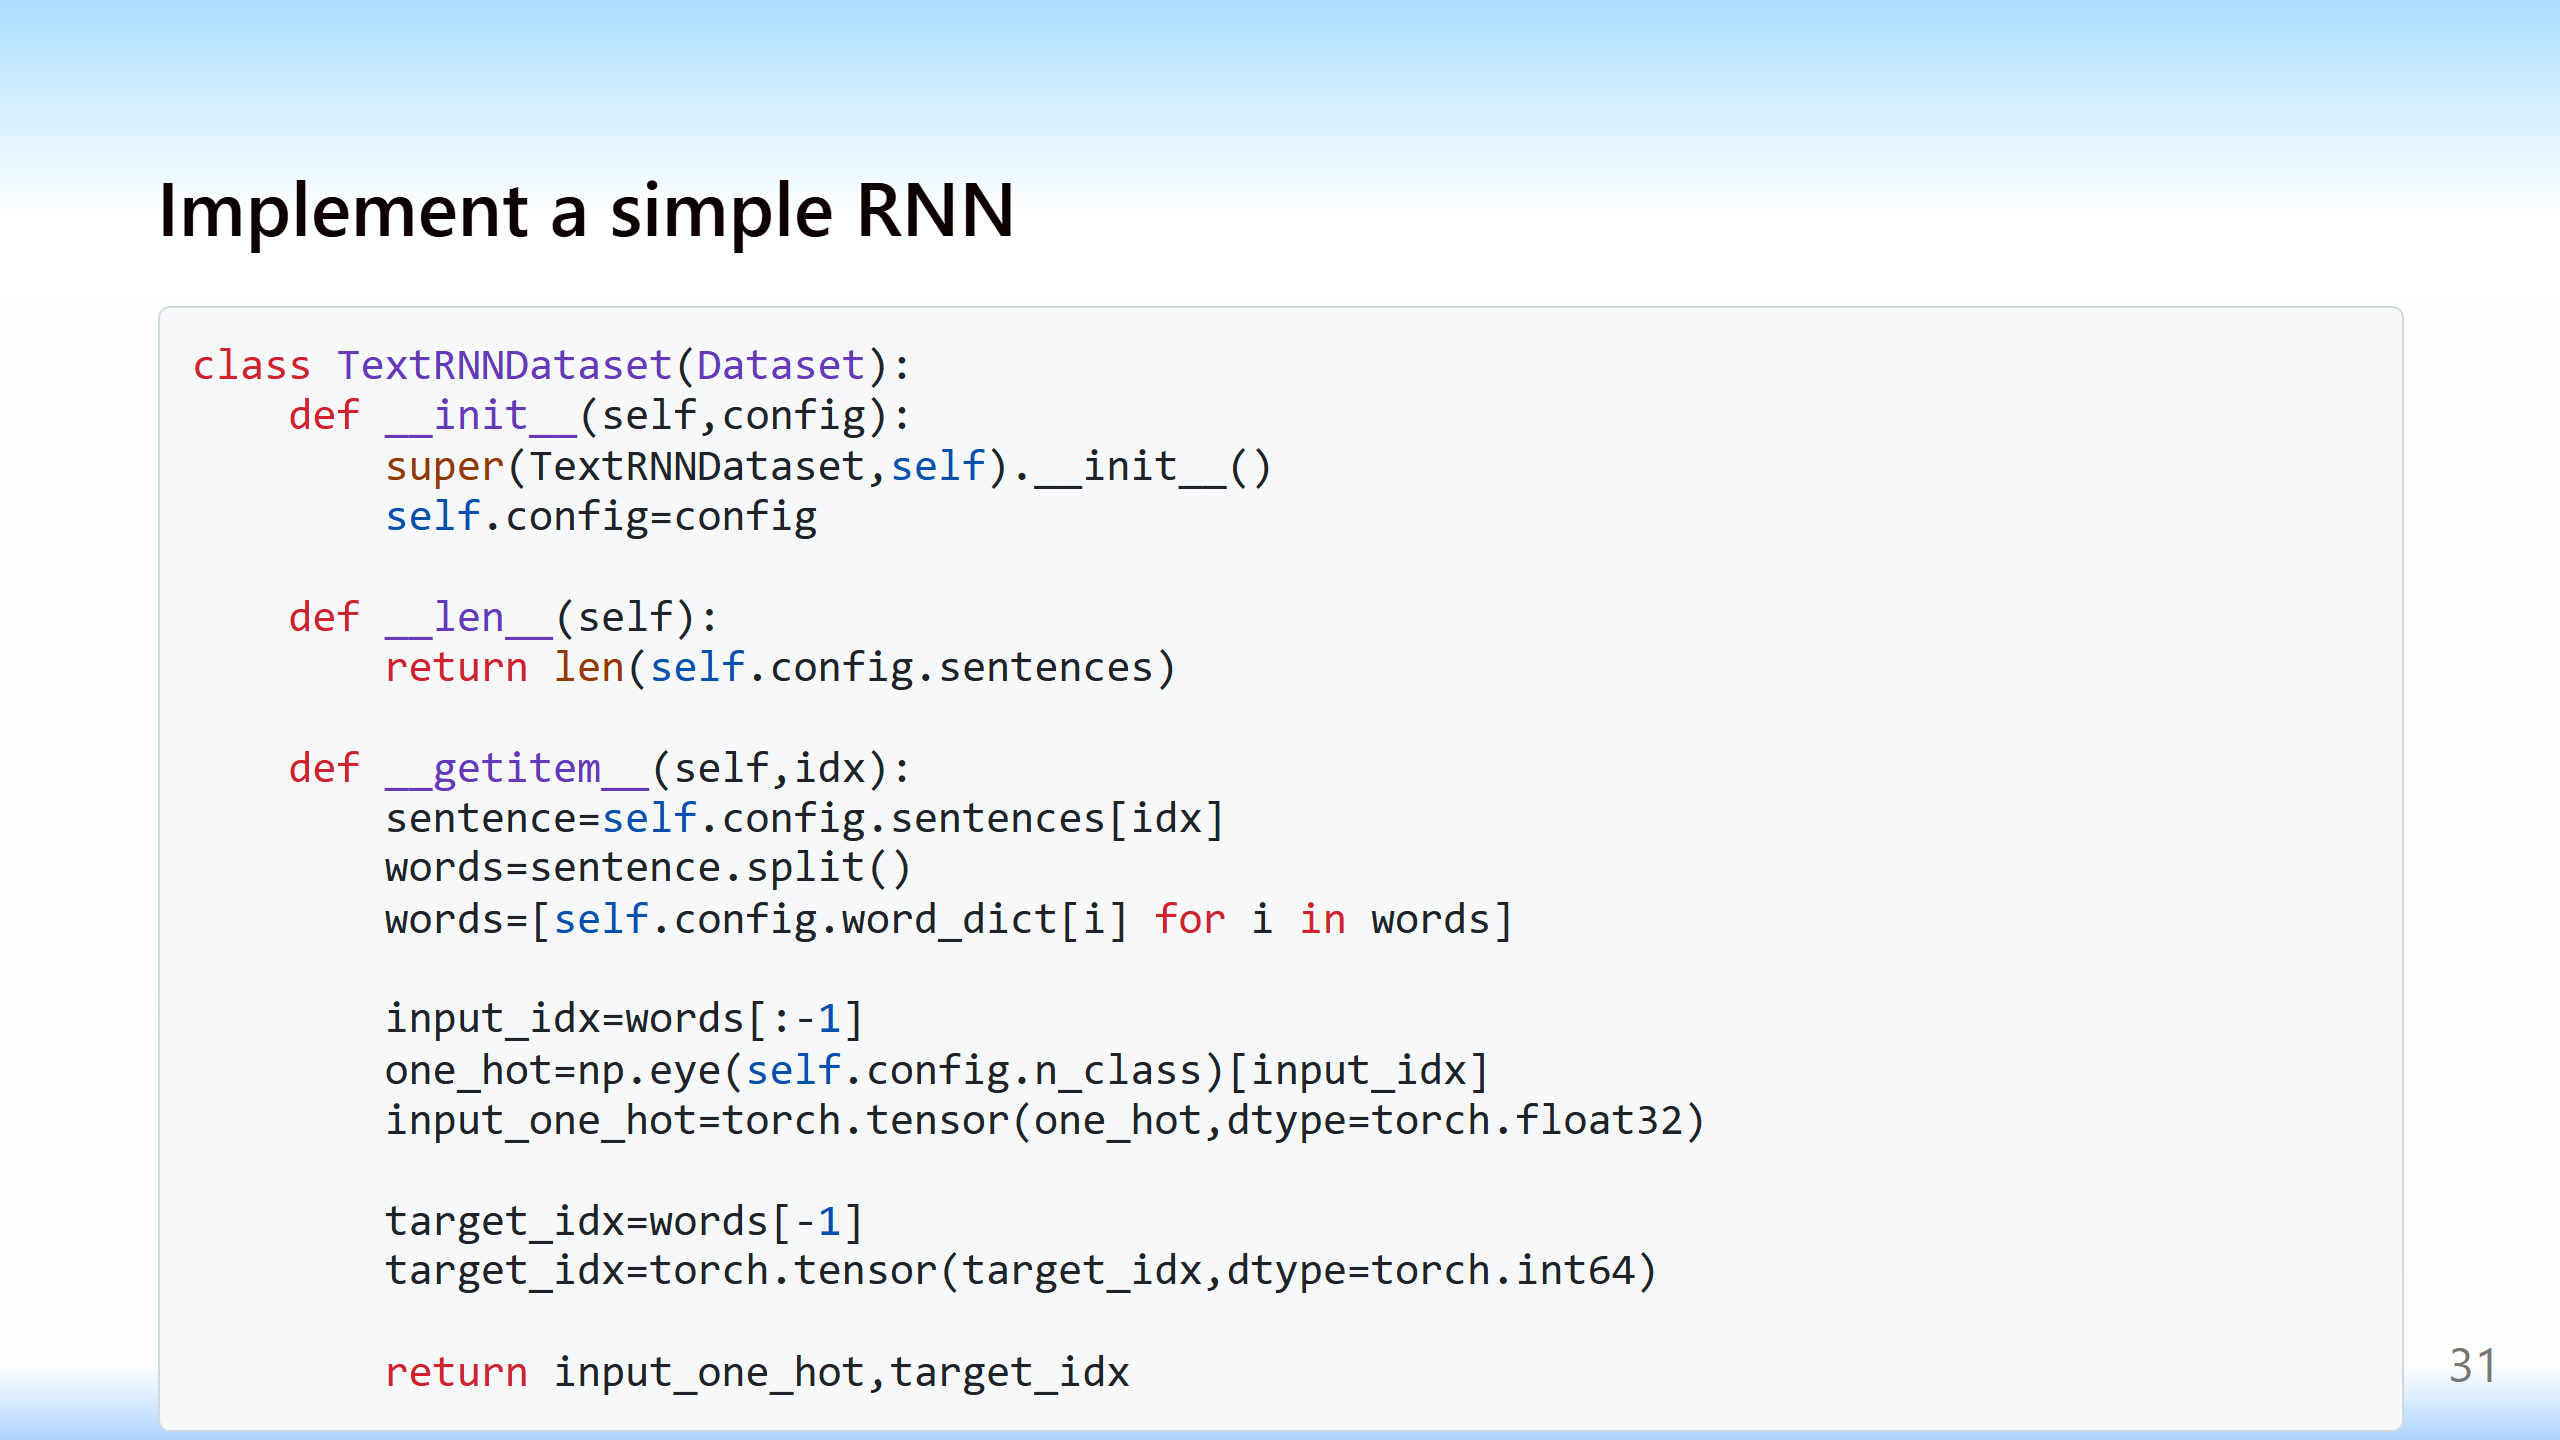 Implement a simple RNN
class TextRNNDataset(Dataset):
    def __init__(self,config):
        super(TextRNNDataset,self).__init__()
        self.config=config

    def __len__(self):
        return len(self.config.sentences)

    def __getitem__(self,idx):
        sentence=self.config.sentences[idx]
        words=sentence.split()
        words=[self.config.word_dict[i] for i in words]

        input_idx=words[:-1]
        one_hot=np.eye(self.config.n_class)[input_idx]
        input_one_hot=torch.tensor(one_hot,dtype=torch.float32)

        target_idx=words[-1]
        target_idx=torch.tensor(target_idx,dtype=torch.int64)

        return input_one_hot,target_idx
31